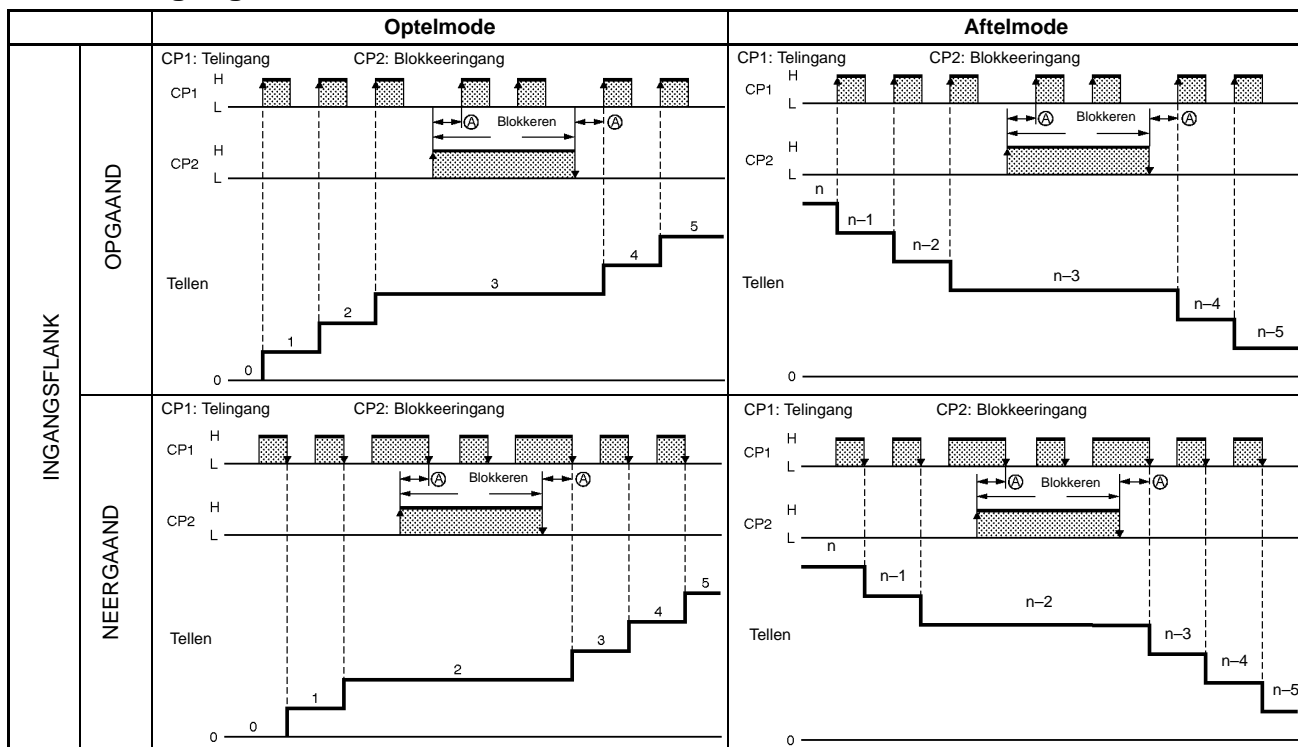 Optelmode
Aftelmode
INGANGSFLANK
OPGAAND
CP1: Telingang CP2: Blokkeeringang
H
CP1
L
A Blokkeren A
H
CP2
L
Tellen
0
1
2
3
4
5
0
CP1: Telingang CP2: Blokkeeringang
H
CP1
L
A Blokkeren A
H
CP2
L
n
n–1
n–2
n–3
n–4
n–5
Tellen
0
NEERGAAND
CP1: Telingang CP2: Blokkeeringang
H
CP1
L
A Blokkeren A
H
CP2
L
Tellen
0
1
2
3
4
5
0
CP1: Telingang CP2: Blokkeeringang
H
CP1
L
A Blokkeren A
H
CP2
L
n
n–1
n–2
n–3
n–4
n–5
Tellen
0